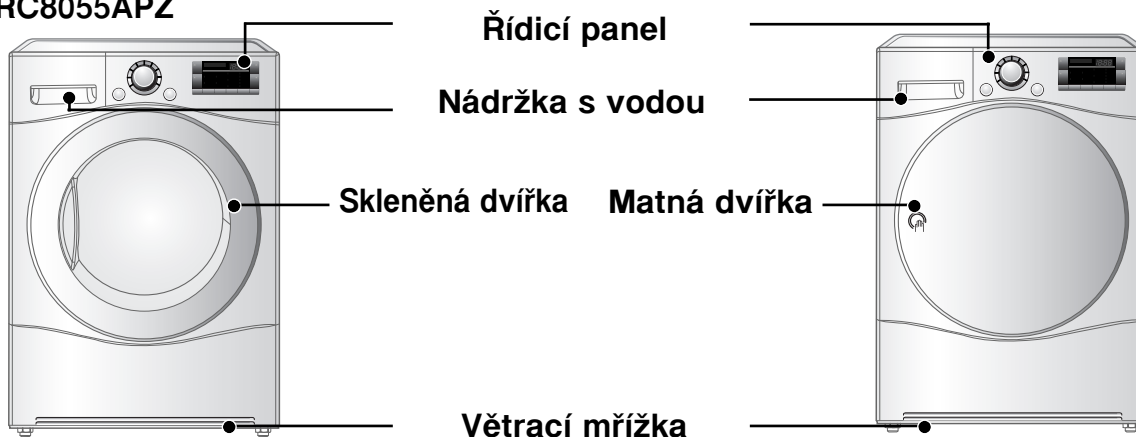 RC8055APZ
Řídicí panel
Nádržka s vodou
Skleněná dvířka Matná dvířka
Větrací mřížka